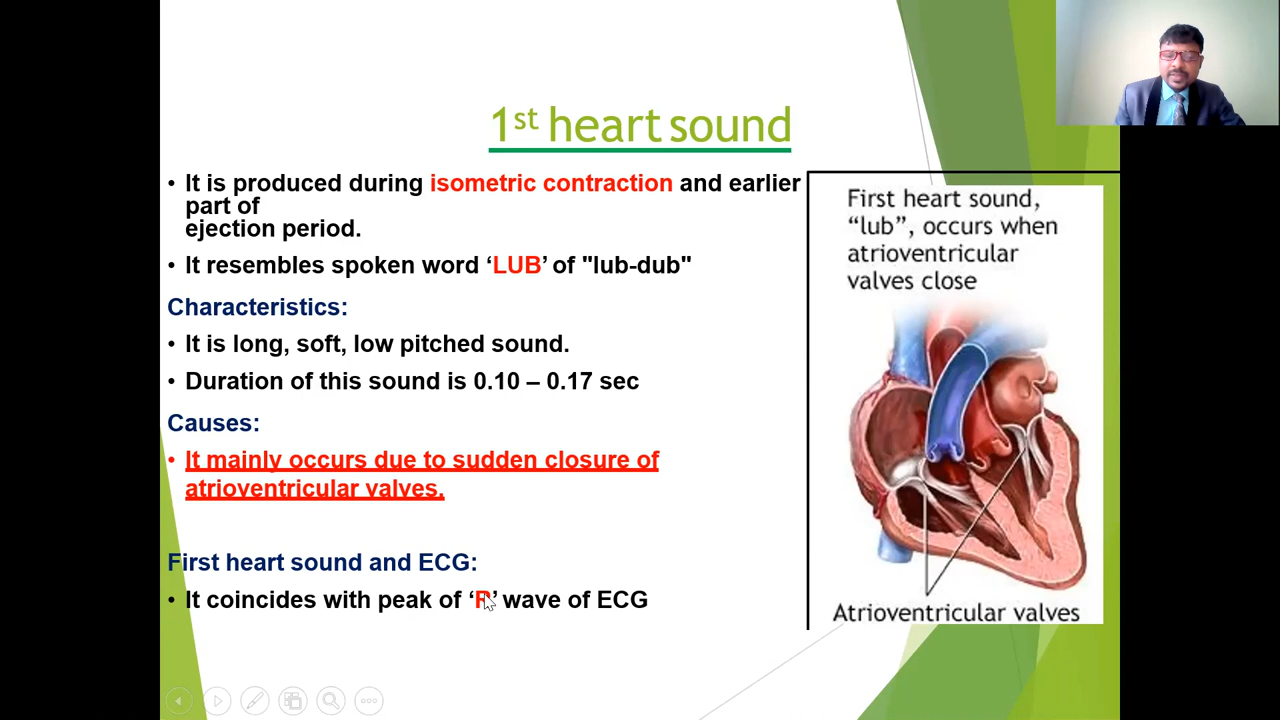 1st heart sound
• It is produced during isometric contraction and earlier
part of
ejection period.
• It resembles spoken word ‘LUB’ of "lub-dub"
Characteristics:
• It is long, soft, low pitched sound.
• Duration of this sound is 0.10 – 0.17 sec
Causes:
• It mainly occurs due to sudden closure of
atrioventricular valves.
First heart sound and ECG:
• It coincides with peak of ‘R’ wave of ECG
First heart sound,
“lub”, occurs when
atrioventricular
valves close
Atrioventricular valves